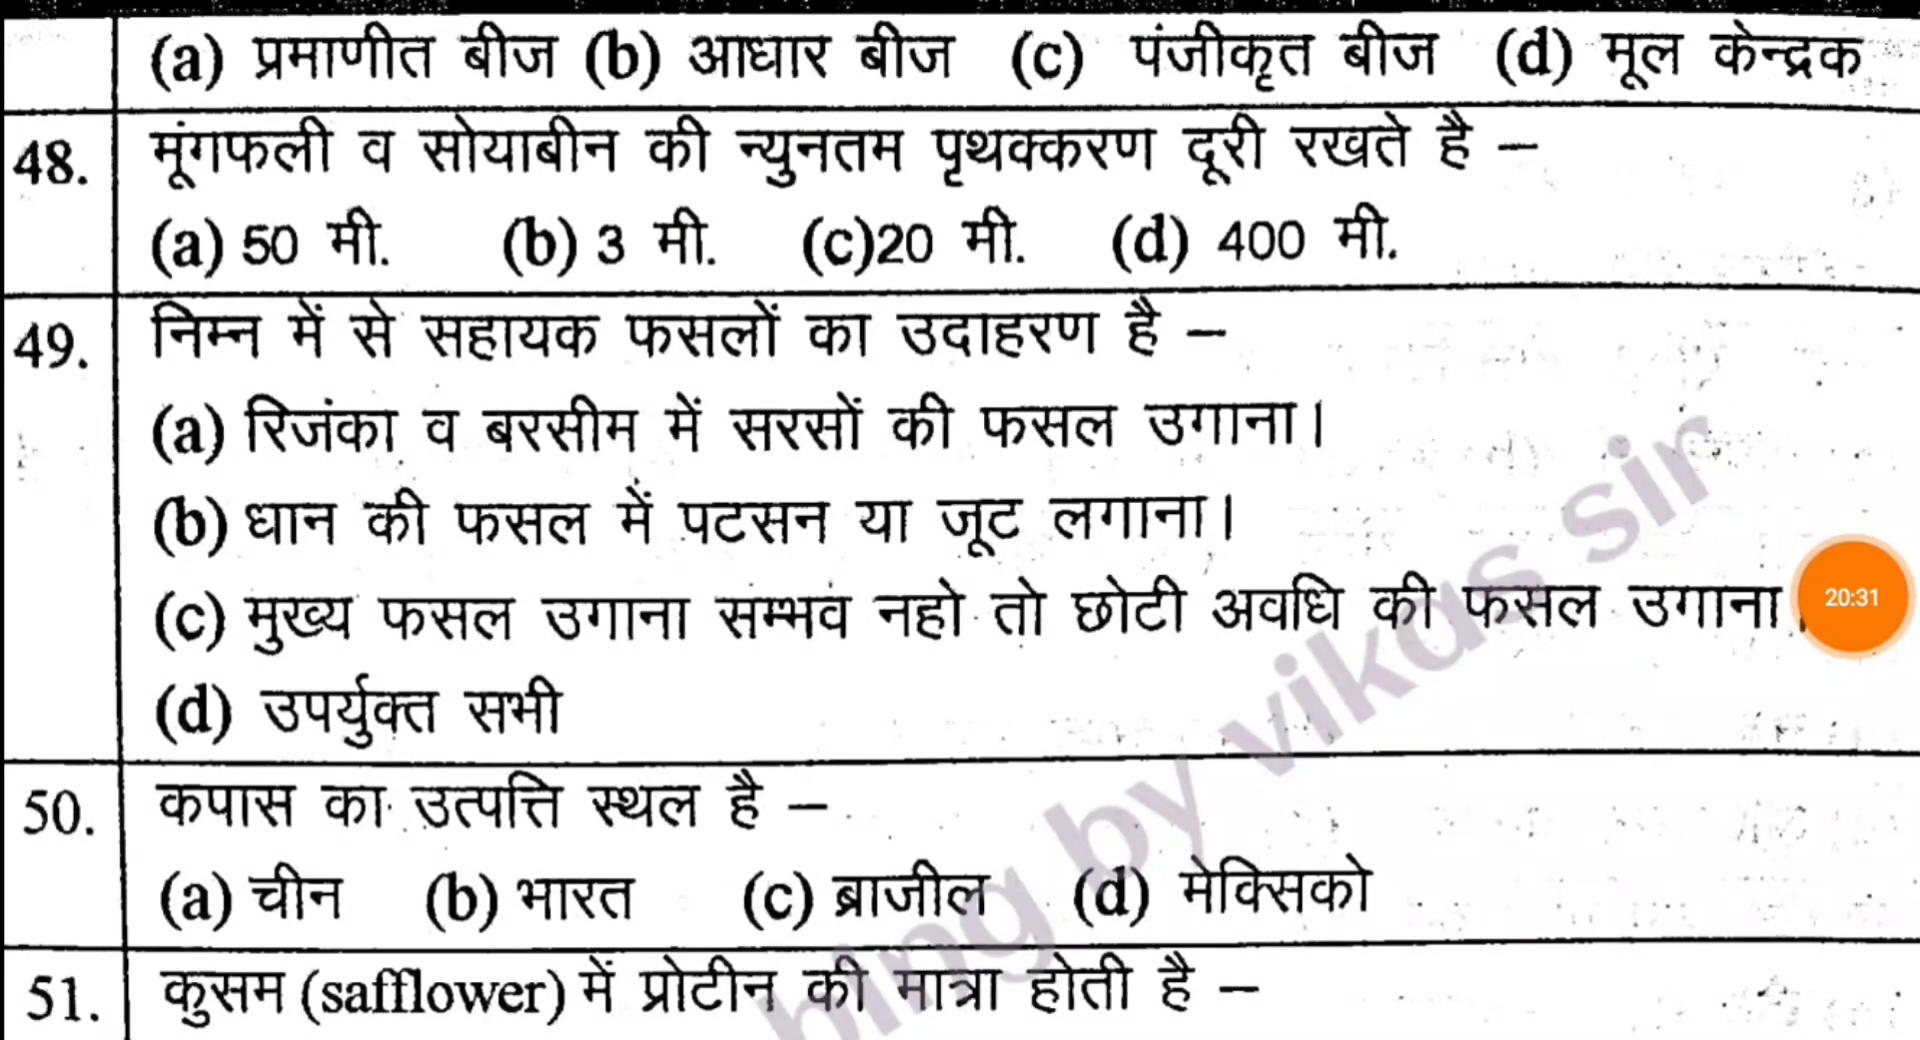 (a) प्रमाणीत बीज (b) आधार बीज (c) पंजीकृत बीज (d) मूल केन्द्रक
48. मूंगफली व सोयाबीन की न्युनतम पृथक्करण दूरी रखते है –
(a) 50 मी. (b) 3 मी. (c)20 मी. (d) 400 मी.
49. निम्न में से सहायक फसलों का उदाहरण है –
(a) रिजंका व बरसीम में सरसों की फसल उगाना।
(b) धान की फसल में पटसन या जूट लगाना।
(c) मुख्य फसल उगाना सम्भव नहो तो छोटी अवधि की फसल उगाना।
20:31
(d) उपर्युक्त सभी
50. कपास का उत्पत्ति स्थल है –
(a) चीन (b) भारत (c) ब्राजील (d) मेक्सिको
51. कुसम (safflower) में प्रोटीन की मात्रा होती है –
hing by vikas sir